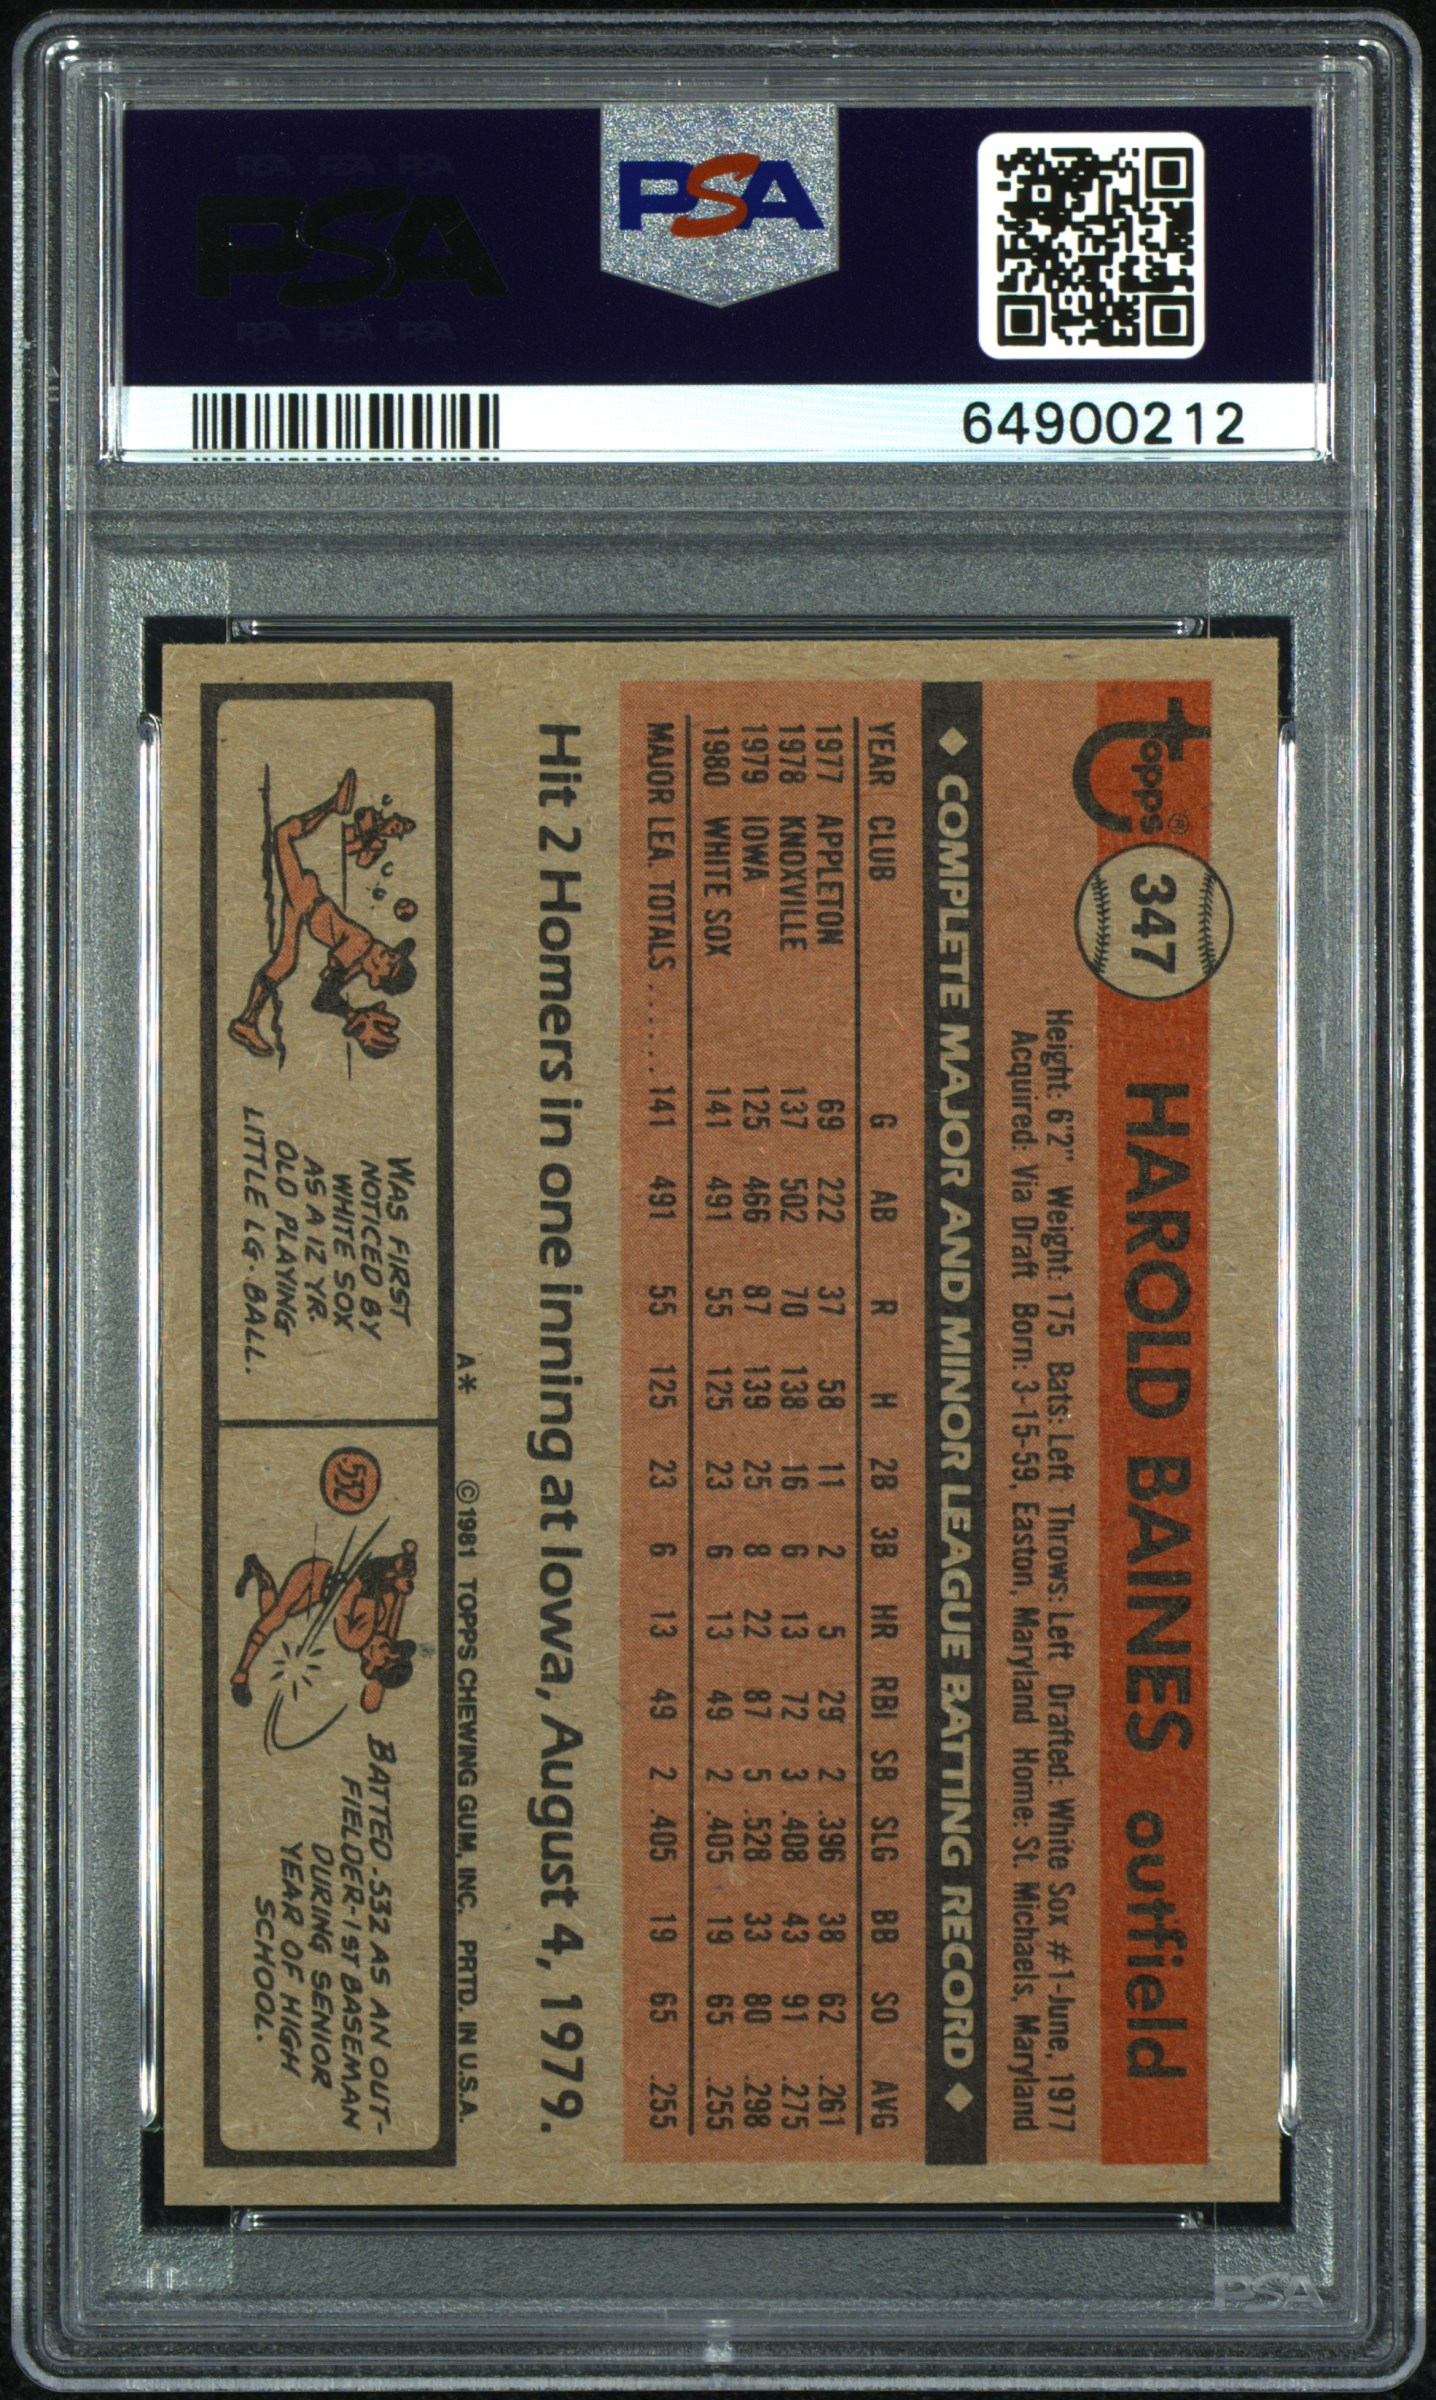 PSA PSA PSA
PSA
PSA PSA PSA
PSA
64900212
Topps®
347
HAROLD BAINES outfield
Height: 6'2" Weight: 175 Bats: Left Throws: Left Drafted: White Sox #1-June, 1977
Acquired: Via Draft Born: 3-15-59, Easton, Maryland Home: St. Michaels, Maryland
◆ COMPLETE MAJOR AND MINOR LEAGUE BATTING RECORD ◆
YEAR CLUB G AB R H 2B 3B HR RBI SB SLG BB SO AVG
1977 APPLETON 69 222 37 58 11 2 5 29 2 .396 38 62 .261
1978 KNOXVILLE 137 502 70 138 16 6 13 72 3 .408 43 91 .275
1979 IOWA 125 466 87 139 25 8 22 87 5 .528 33 80 .298
1980 WHITE SOX 141 491 55 125 23 6 13 49 2 .405 19 65 .255
MAJOR LEA. TOTALS ...... 141 491 55 125 23 6 13 49 2 .405 19 65 .255
Hit 2 Homers in one inning at Iowa, August 4, 1979.
A* ©1981 TOPPS CHEWING GUM, INC. PRTD. IN U.S.A.
WAS FIRST
NOTICED BY
WHITE SOX
AS A 12 YR.
OLD PLAYING
LITTLE LG. BALL.
532
BATTED .532 AS AN OUT-
FIELDER-1ST BASEMAN
DURING SENIOR
YEAR OF HIGH
SCHOOL.
PSA